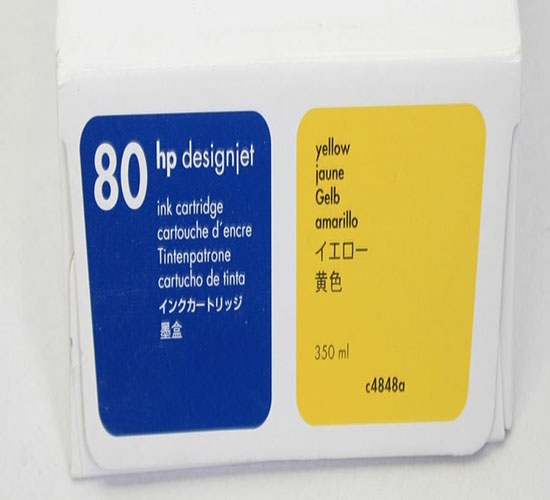 80
hp designjet
ink cartridge
cartouche d'encre
Tintenpatrone
cartucho de tinta
インクカートリッジ
墨盒
yellow
jaune
Gelb
amarillo
イエロー
黄色
350 ml
c4848a